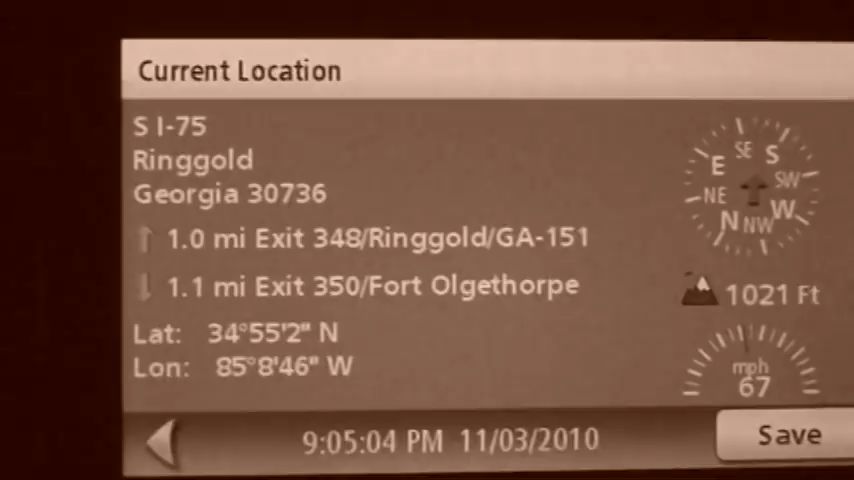 Current Location
S I-75
Ringgold
Georgia 30736
1.0 mi Exit 348/Ringgold/GA-151
1.1 mi Exit 350/Fort Olgethorpe
Lat: 34°55'2" N
Lon: 85°8'46" W
SE S
E SW
NE W
N NW
1021 Ft
mph
67
9:05:04 PM 11/03/2010
Save